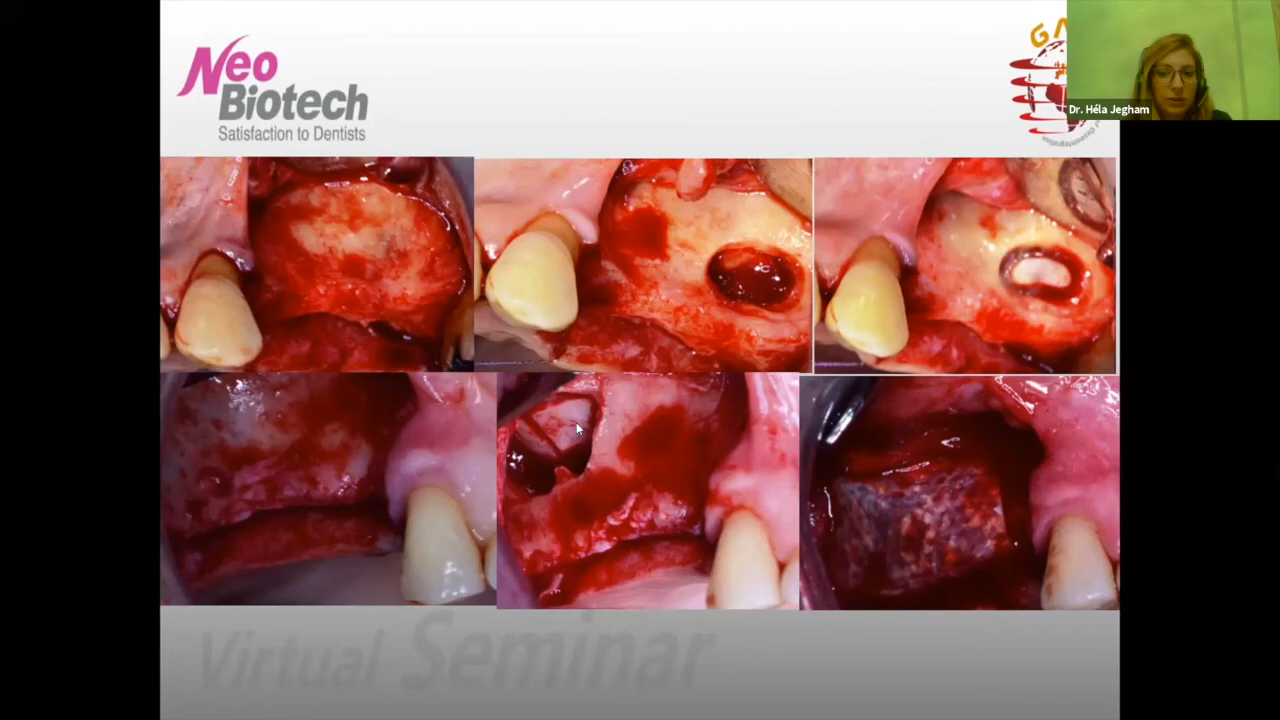 Neo
Biotech
Satisfaction to Dentists
Dr. Héla Jegham
Virtual Seminar